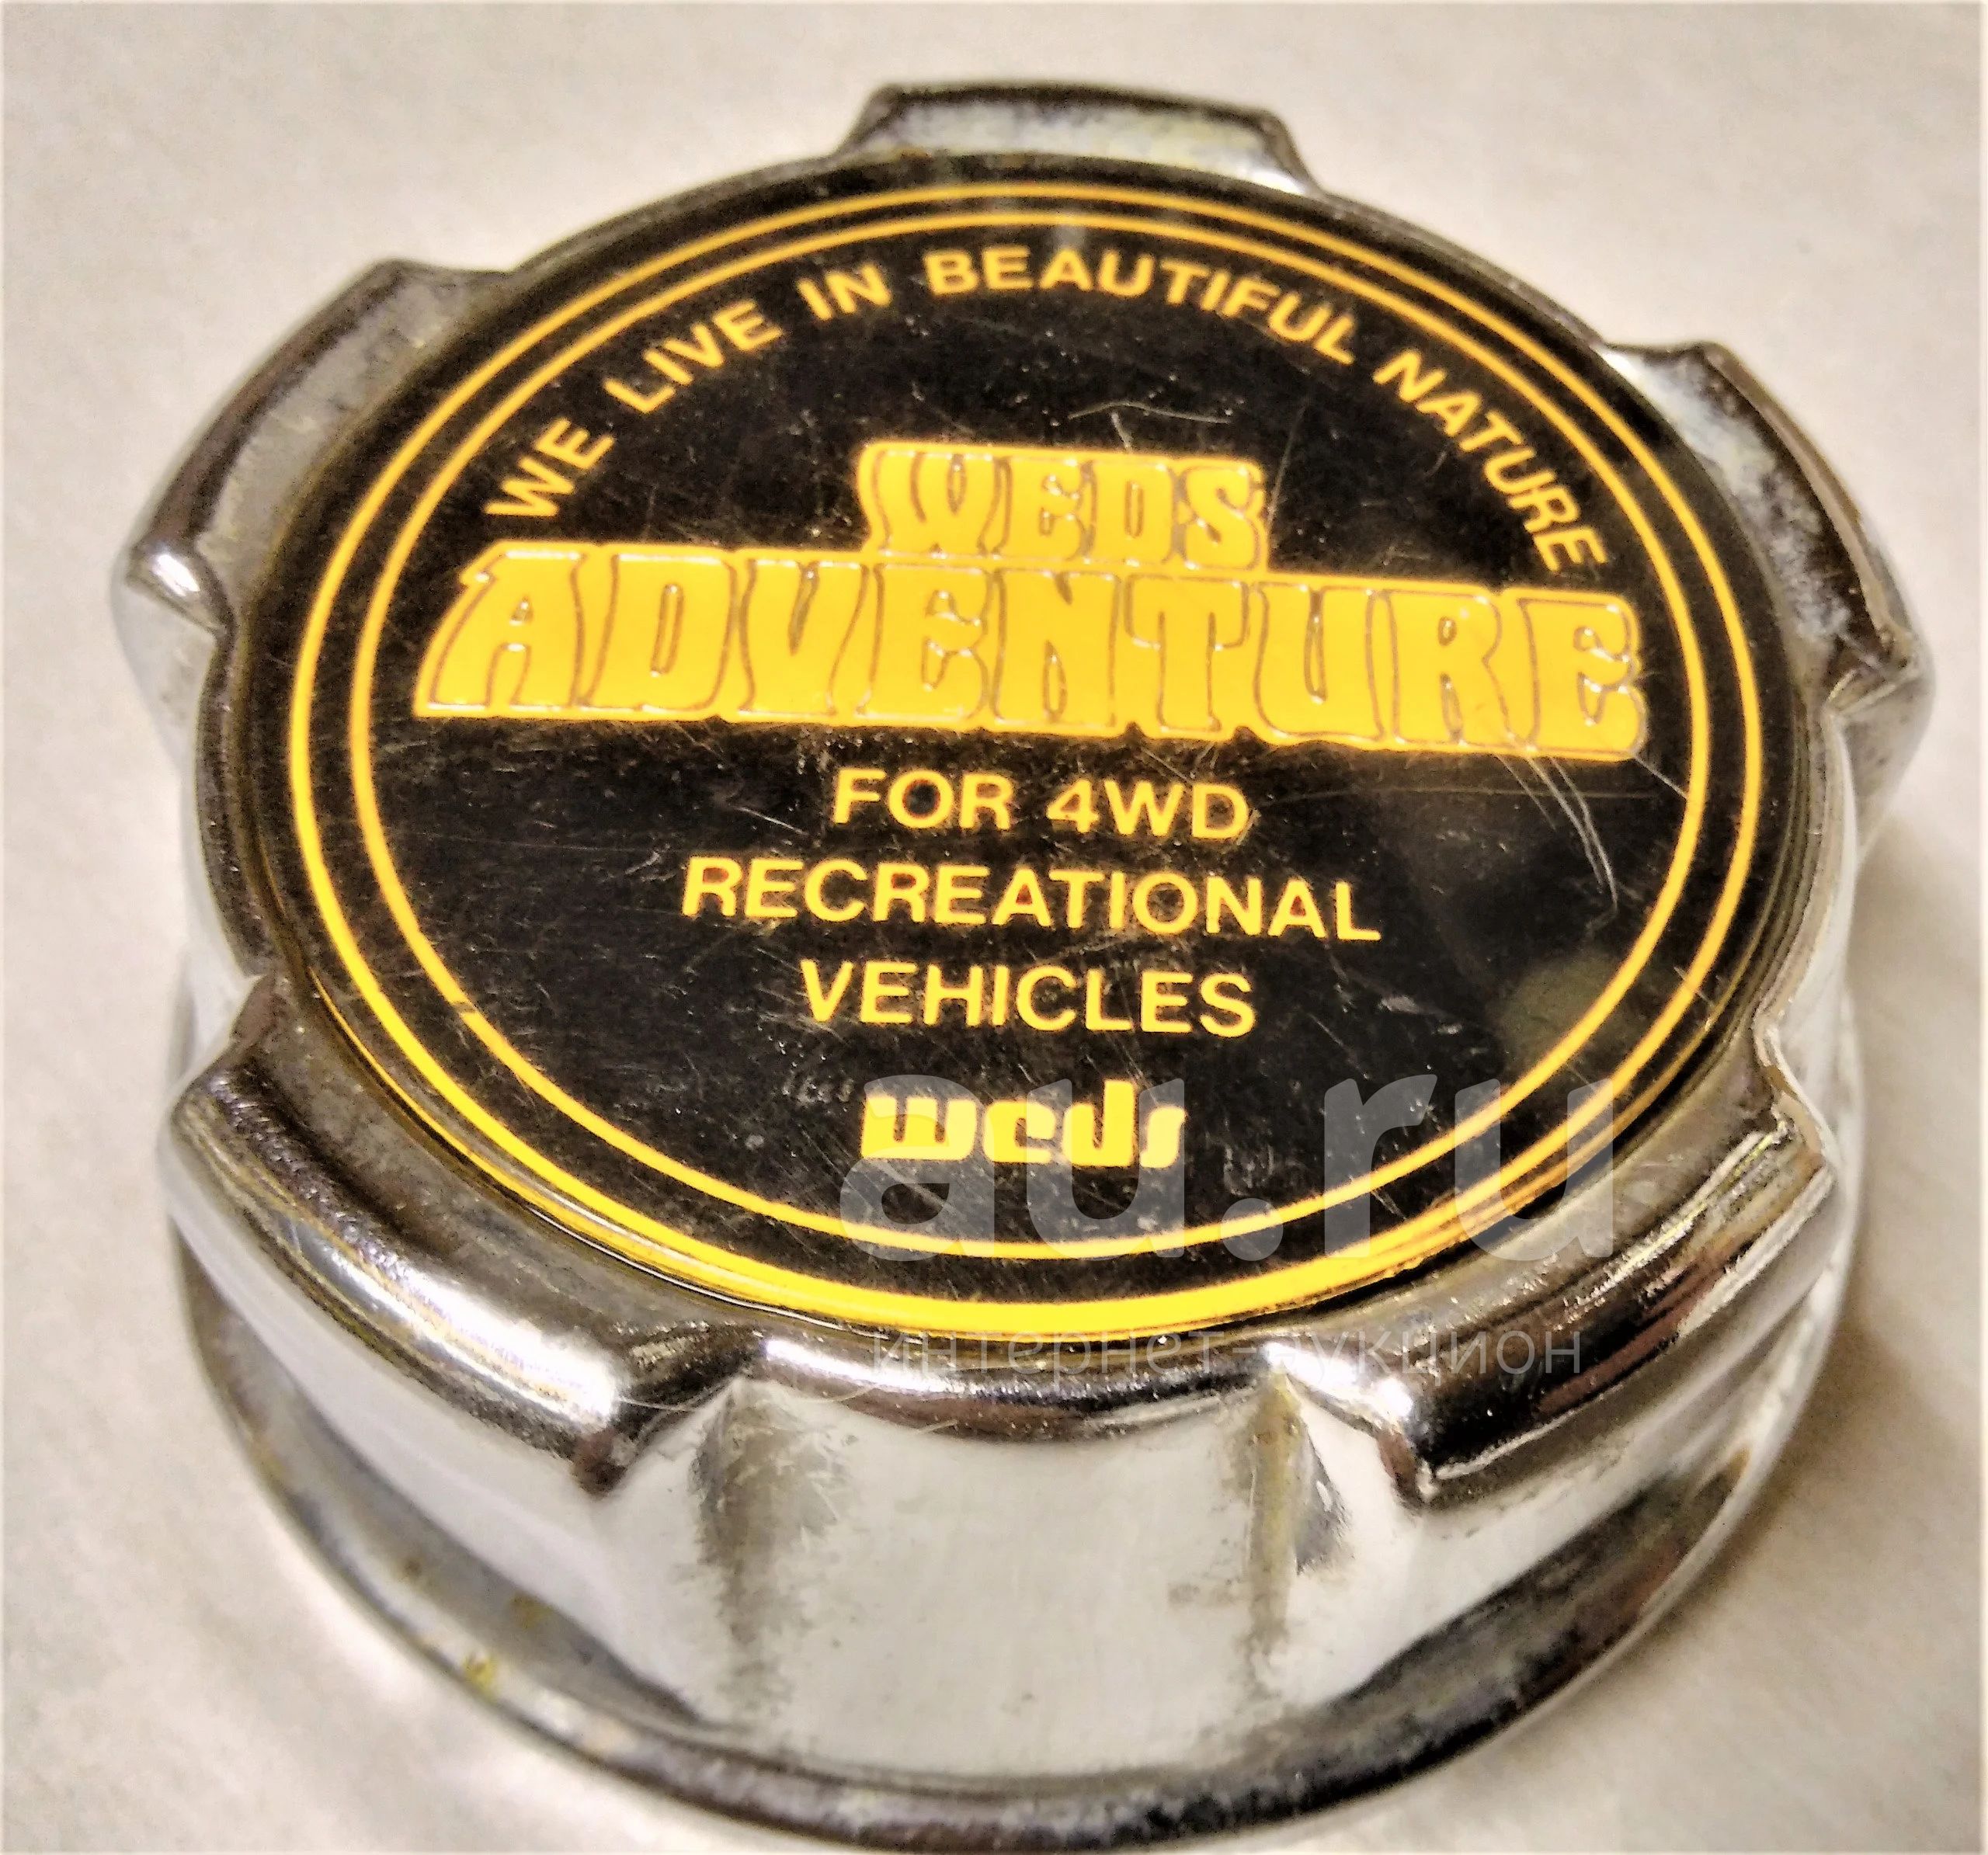 WE LIVE IN BEAUTIFUL NATURE
WEDS
ADVENTURE
FOR 4WD
RECREATIONAL
VEHICLES
weds
au.ru
интернет-аукцион